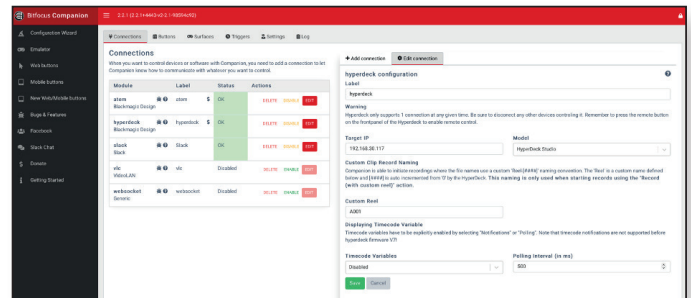 Bitfocus Companion
Configuration Wizard
Emulator
Web buttons
Mobile buttons
New Web/Mobile buttons
Bugs & Features
Facebook
Slack Chat
Donate
Getting Started
Connections Buttons Surfaces Triggers Settings Log
Connections
When you want to control devices or software with Companion, you need to add a connection to let
Companion know how to communicate with whatever you want to control.
Module Label Status Actions
atem atem $ OK DELETE DISABLE EDIT
Blackmagic Design
hyperdeck hyperdeck $ OK DELETE DISABLE EDIT
Blackmagic Design
slack Slack OK DELETE DISABLE EDIT
Slack
vlc vlc Disabled DELETE ENABLE EDIT
VideoLAN
websocket websocket Disabled DELETE ENABLE EDIT
Generic
+ Add connection Edit connection
hyperdeck configuration
Label
hyperdeck
Warning
Hyperdeck only supports 1 connection at any given time. Be sure to disconnect any other devices controling it. Remember to press the remote button
on the frontpanel of the Hyperdeck to enable remote control.
Target IP Model
192.168.30.117 HyperDeck Studio
Custom Clip Record Naming
Companion is able to initiate recordings where the file names use a custom 'Reel-[####]' naming convention. The 'Reel' is a custom name defined
below and [####] is auto incremented from '0' by the HyperDeck. This naming is only used when starting records using the "Record
(with custom reel)" action.
Custom Reel
A001
Displaying Timecode Variable
Timecode variables have to be explicitly enabled by selecting "Notifications" or "Polling". Note that timecode notifications are not supported before
hyperdeck firmware V7!
Timecode Variables Polling Interval (in ms)
Disabled 500
Save Cancel